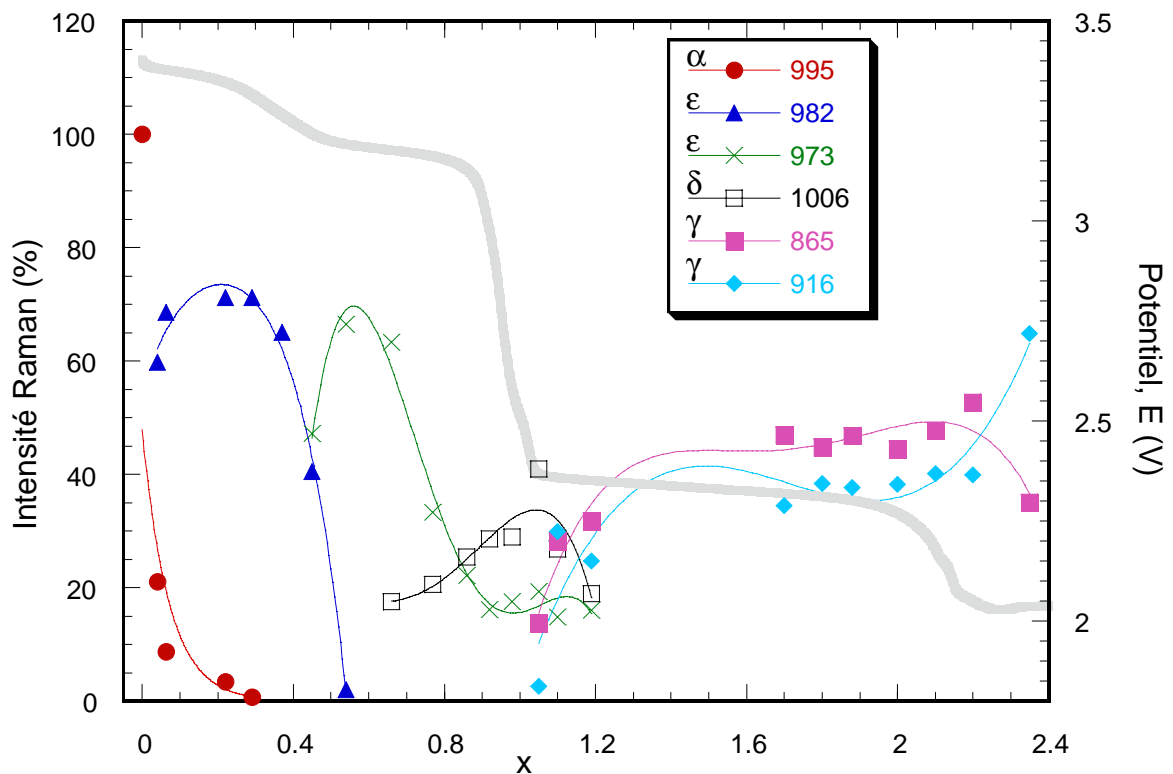 120
100
80
60
40
20
0
Intensité Raman (%)
3.5
3
2.5
2
Potentiel, E (V)
α 995
ε 982
ε 973
δ 1006
γ 865
γ 916
0 0.4 0.8 1.2 1.6 2 2.4
x